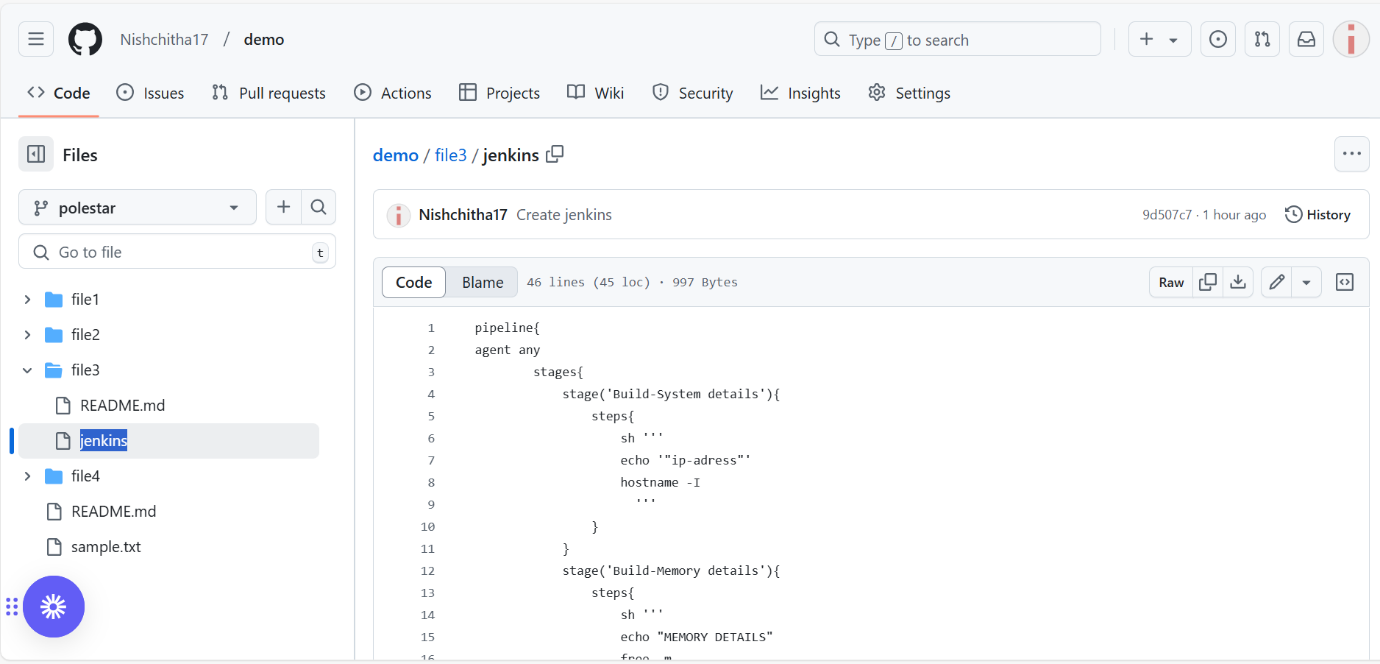 Nishchitha17 / demo
Type / to search
Code Issues Pull requests Actions Projects Wiki Security Insights Settings
Files
polestar
Go to file t
file1
file2
file3
README.md
jenkins
file4
README.md
sample.txt
demo / file3 / jenkins
Nishchitha17 Create jenkins 9d507c7 · 1 hour ago History
Code Blame 46 lines (45 loc) · 997 Bytes Raw
1 pipeline{
2 agent any
3 stages{
4 stage('Build-System details'){
5 steps{
6 sh '''
7 echo '"ip-adress"'
8 hostname -I
9 '''
10 }
11 }
12 stage('Build-Memory details'){
13 steps{
14 sh '''
15 echo "MEMORY DETAILS"
16 free -m